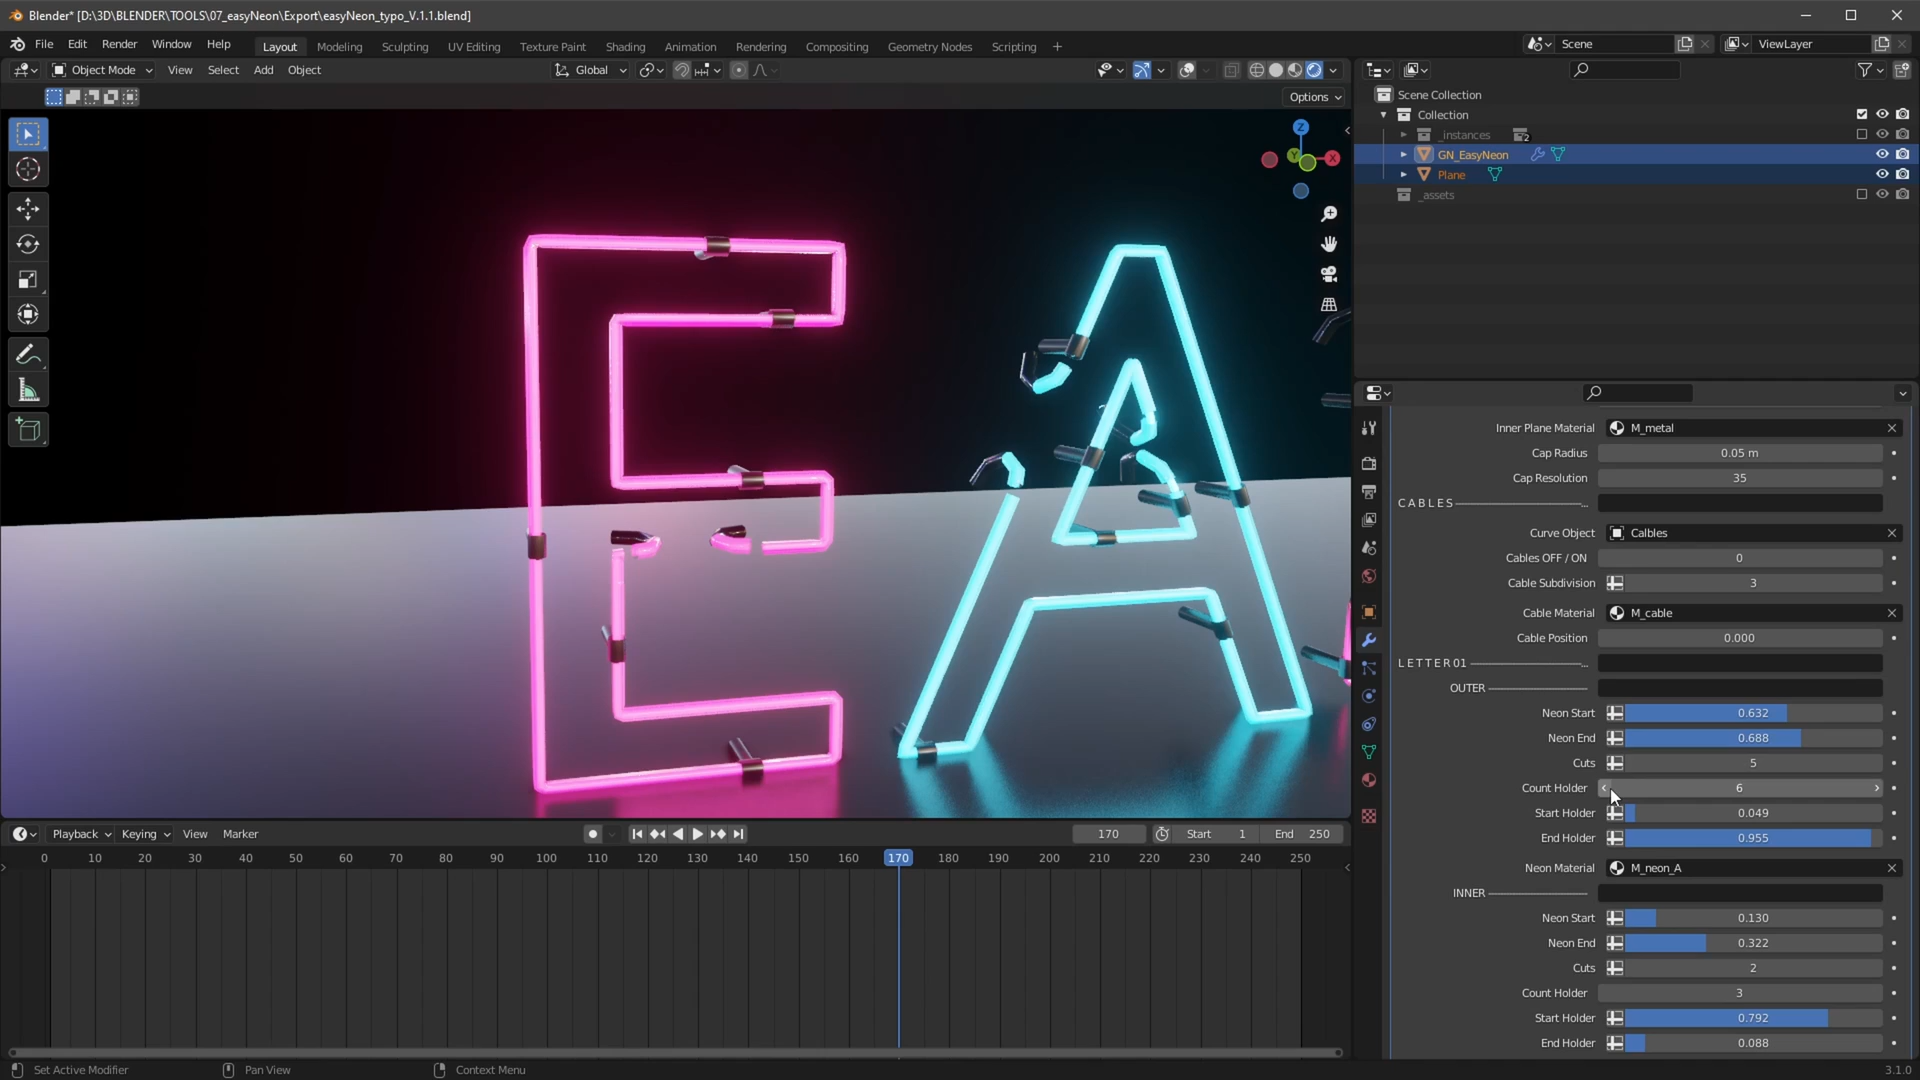 Blender* [D:\3D\BLENDER\TOOLS\07_easyNeon\Export\easyNeon_typo_V.1.1.blend]
File Edit Render Window Help Layout Modeling Sculpting UV Editing Texture Paint Shading Animation Rendering Compositing Geometry Nodes Scripting + Scene ViewLayer
Object Mode View Select Add Object Global
Options
Scene Collection
Collection
_instances 2
GN_EasyNeon
Plane
_assets
Z
Y
X
E A
Inner Plane Material M_metal
Cap Radius 0.05 m
Cap Resolution 35
CABLES ...
Curve Object Calbles
Cables OFF / ON 0
Cable Subdivision 3
Cable Material M_cable
Cable Position 0.000
LETTER01 ...
OUTER
Neon Start 0.632
Neon End 0.688
Cuts 5
Count Holder 6
Start Holder 0.049
End Holder 0.955
Neon Material M_neon_A
INNER
Neon Start 0.130
Neon End 0.322
Cuts 2
Count Holder 3
Start Holder 0.792
End Holder 0.088
Playback Keying View Marker 170 Start 1 End 250
0 10 20 30 40 50 60 70 80 90 100 110 120 130 140 150 160 170 180 190 200 210 220 230 240 250
Set Active Modifier Pan View Context Menu 3.1.0